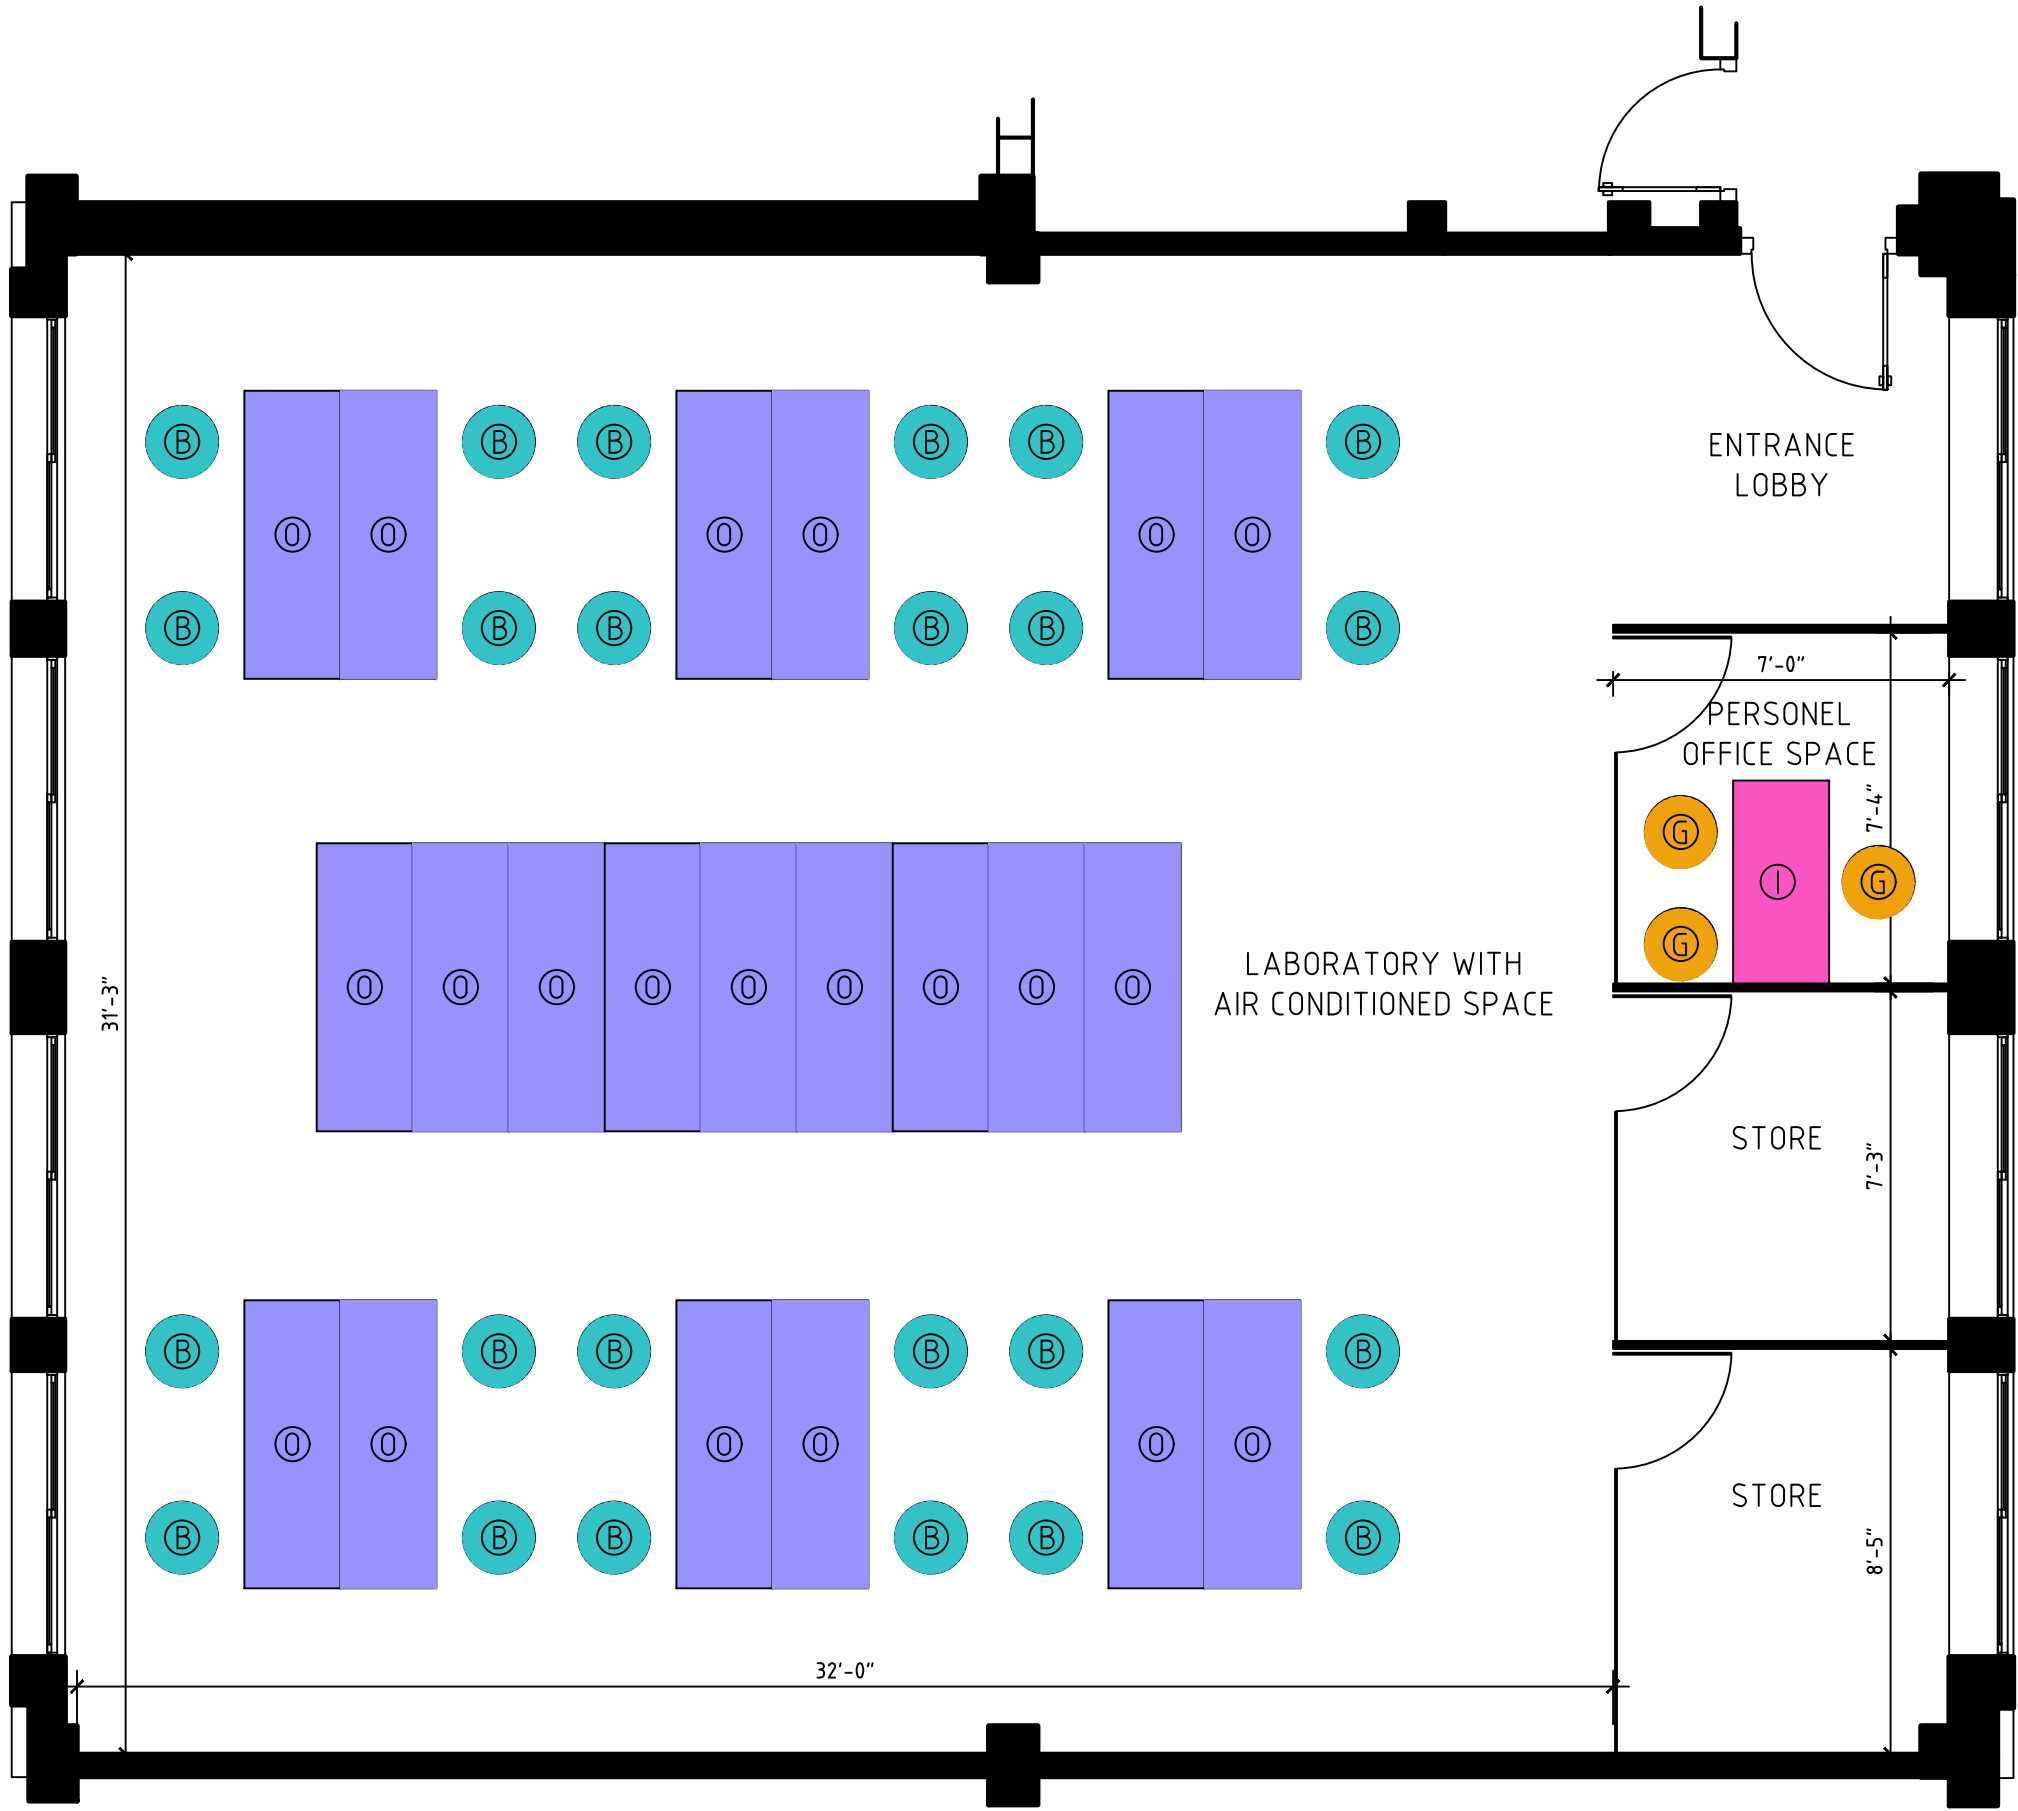 B B B B B B
ENTRANCE
LOBBY
O O O O O O
B B B B B B
7'-0"
PERSONEL
OFFICE SPACE
7'-4"
G
I G
G
LABORATORY WITH
AIR CONDITIONED SPACE
O O O O O O O O O
31'-3"
STORE
7'-3"
B B B B B B
O O O O O O
STORE
B B B B B B
8'-5"
32'-0"